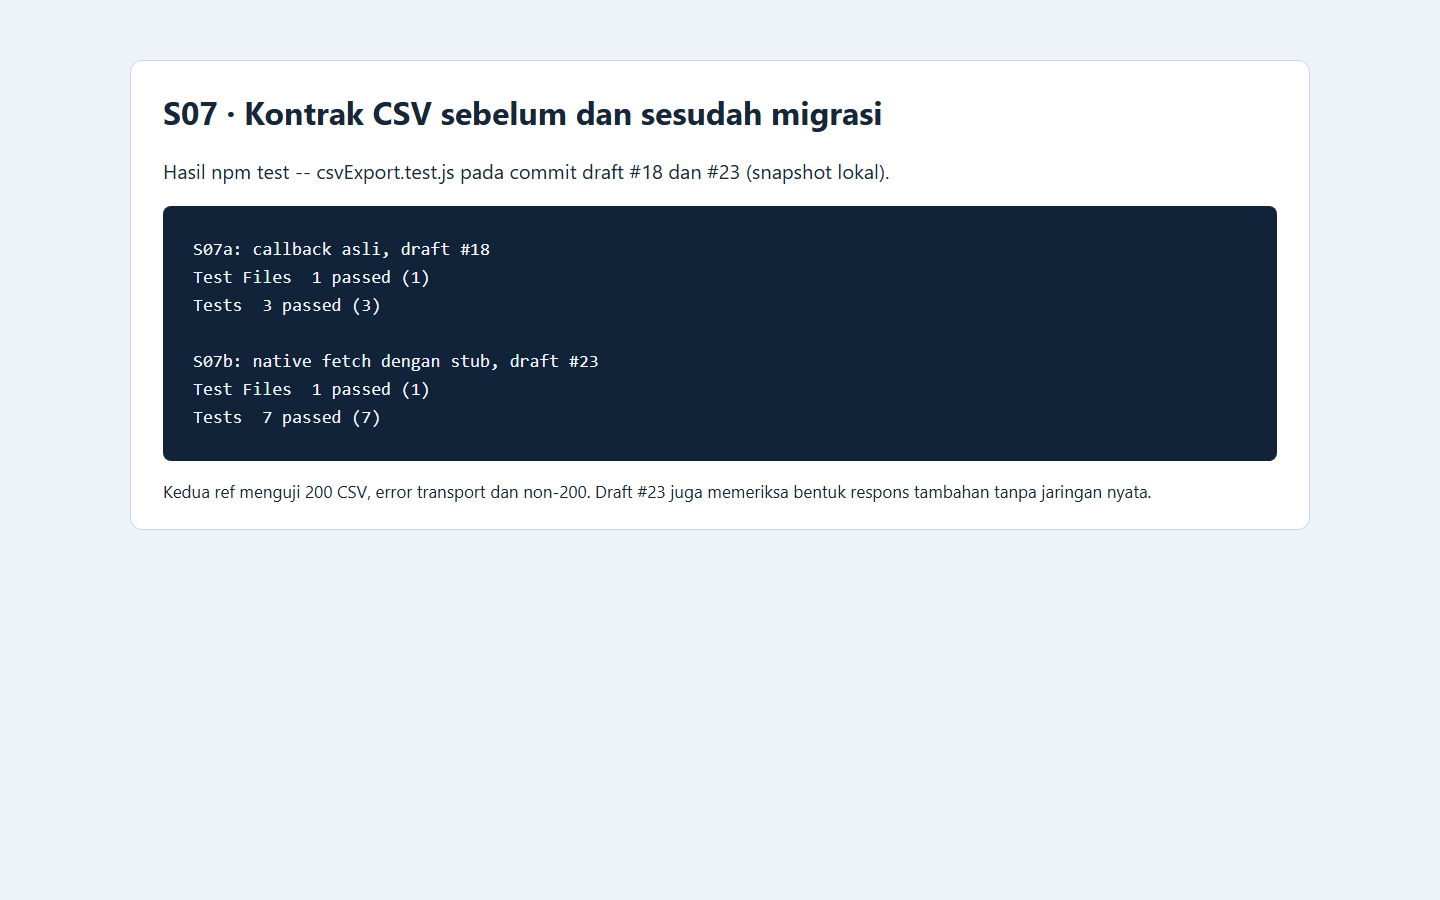 S07 · Kontrak CSV sebelum dan sesudah migrasi
Hasil npm test -- csvExport.test.js pada commit draft #18 dan #23 (snapshot lokal).
S07a: callback asli, draft #18
Test Files  1 passed (1)
Tests  3 passed (3)
S07b: native fetch dengan stub, draft #23
Test Files  1 passed (1)
Tests  7 passed (7)
Kedua ref menguji 200 CSV, error transport dan non-200. Draft #23 juga memeriksa bentuk respons tambahan tanpa jaringan nyata.